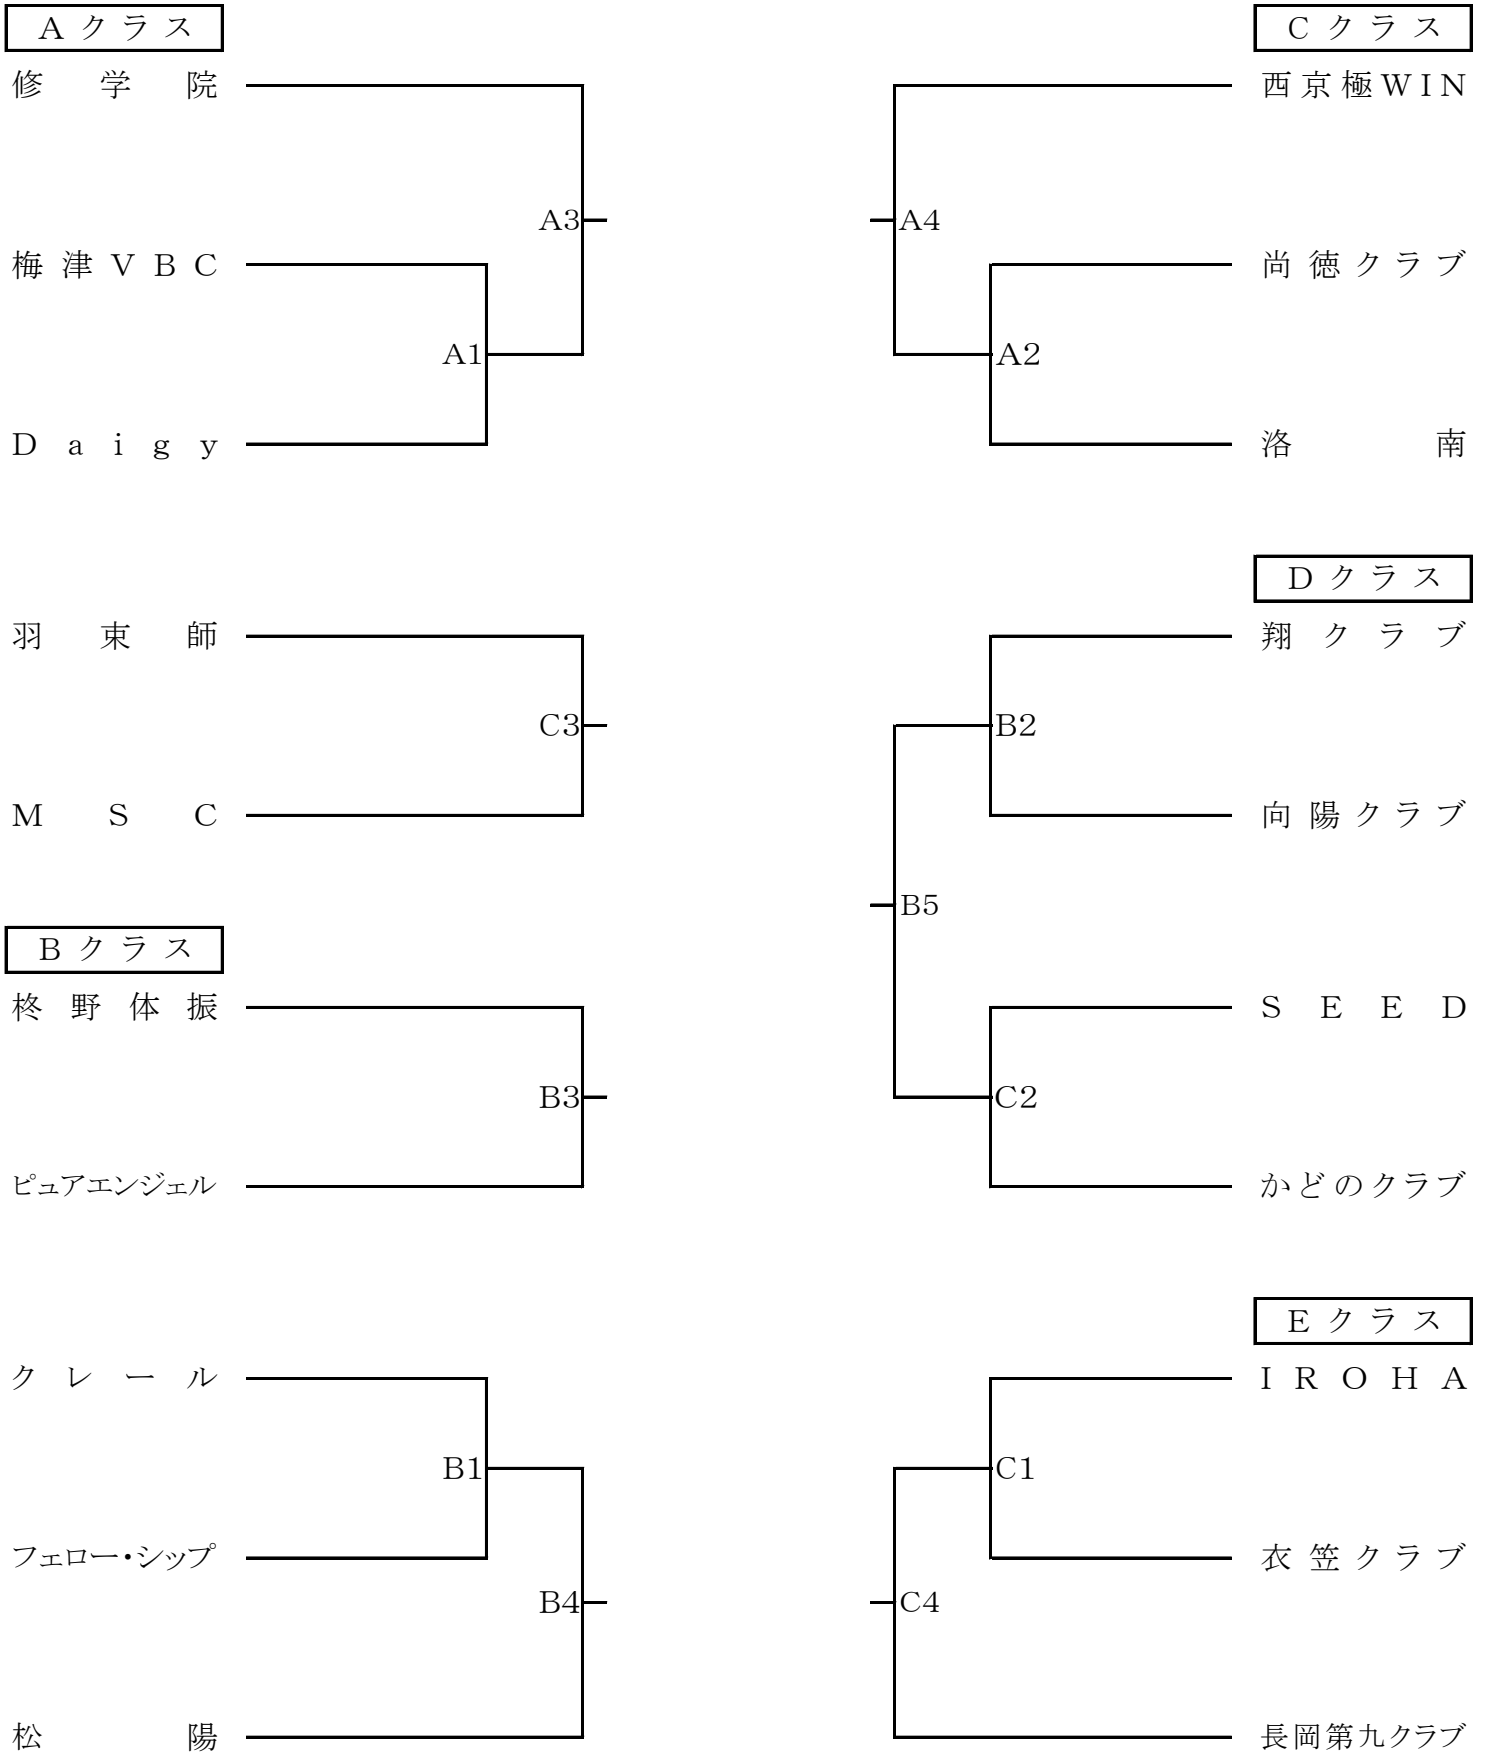 Aクラス
修学院
A3
梅津VBC
A1
Daigy
羽束師
C3
MSC
Bクラス
柊野体振
B3
ピュアエンジェル
クレール
B1
フェロー・シップ
B4
松陽
Cクラス
西京極WIN
A4
尚徳クラブ
A2
洛南
Dクラス
翔クラブ
B2
向陽クラブ
B5
SEED
C2
かどのクラブ
Eクラス
IROHA
C1
衣笠クラブ
C4
長岡第九クラブ